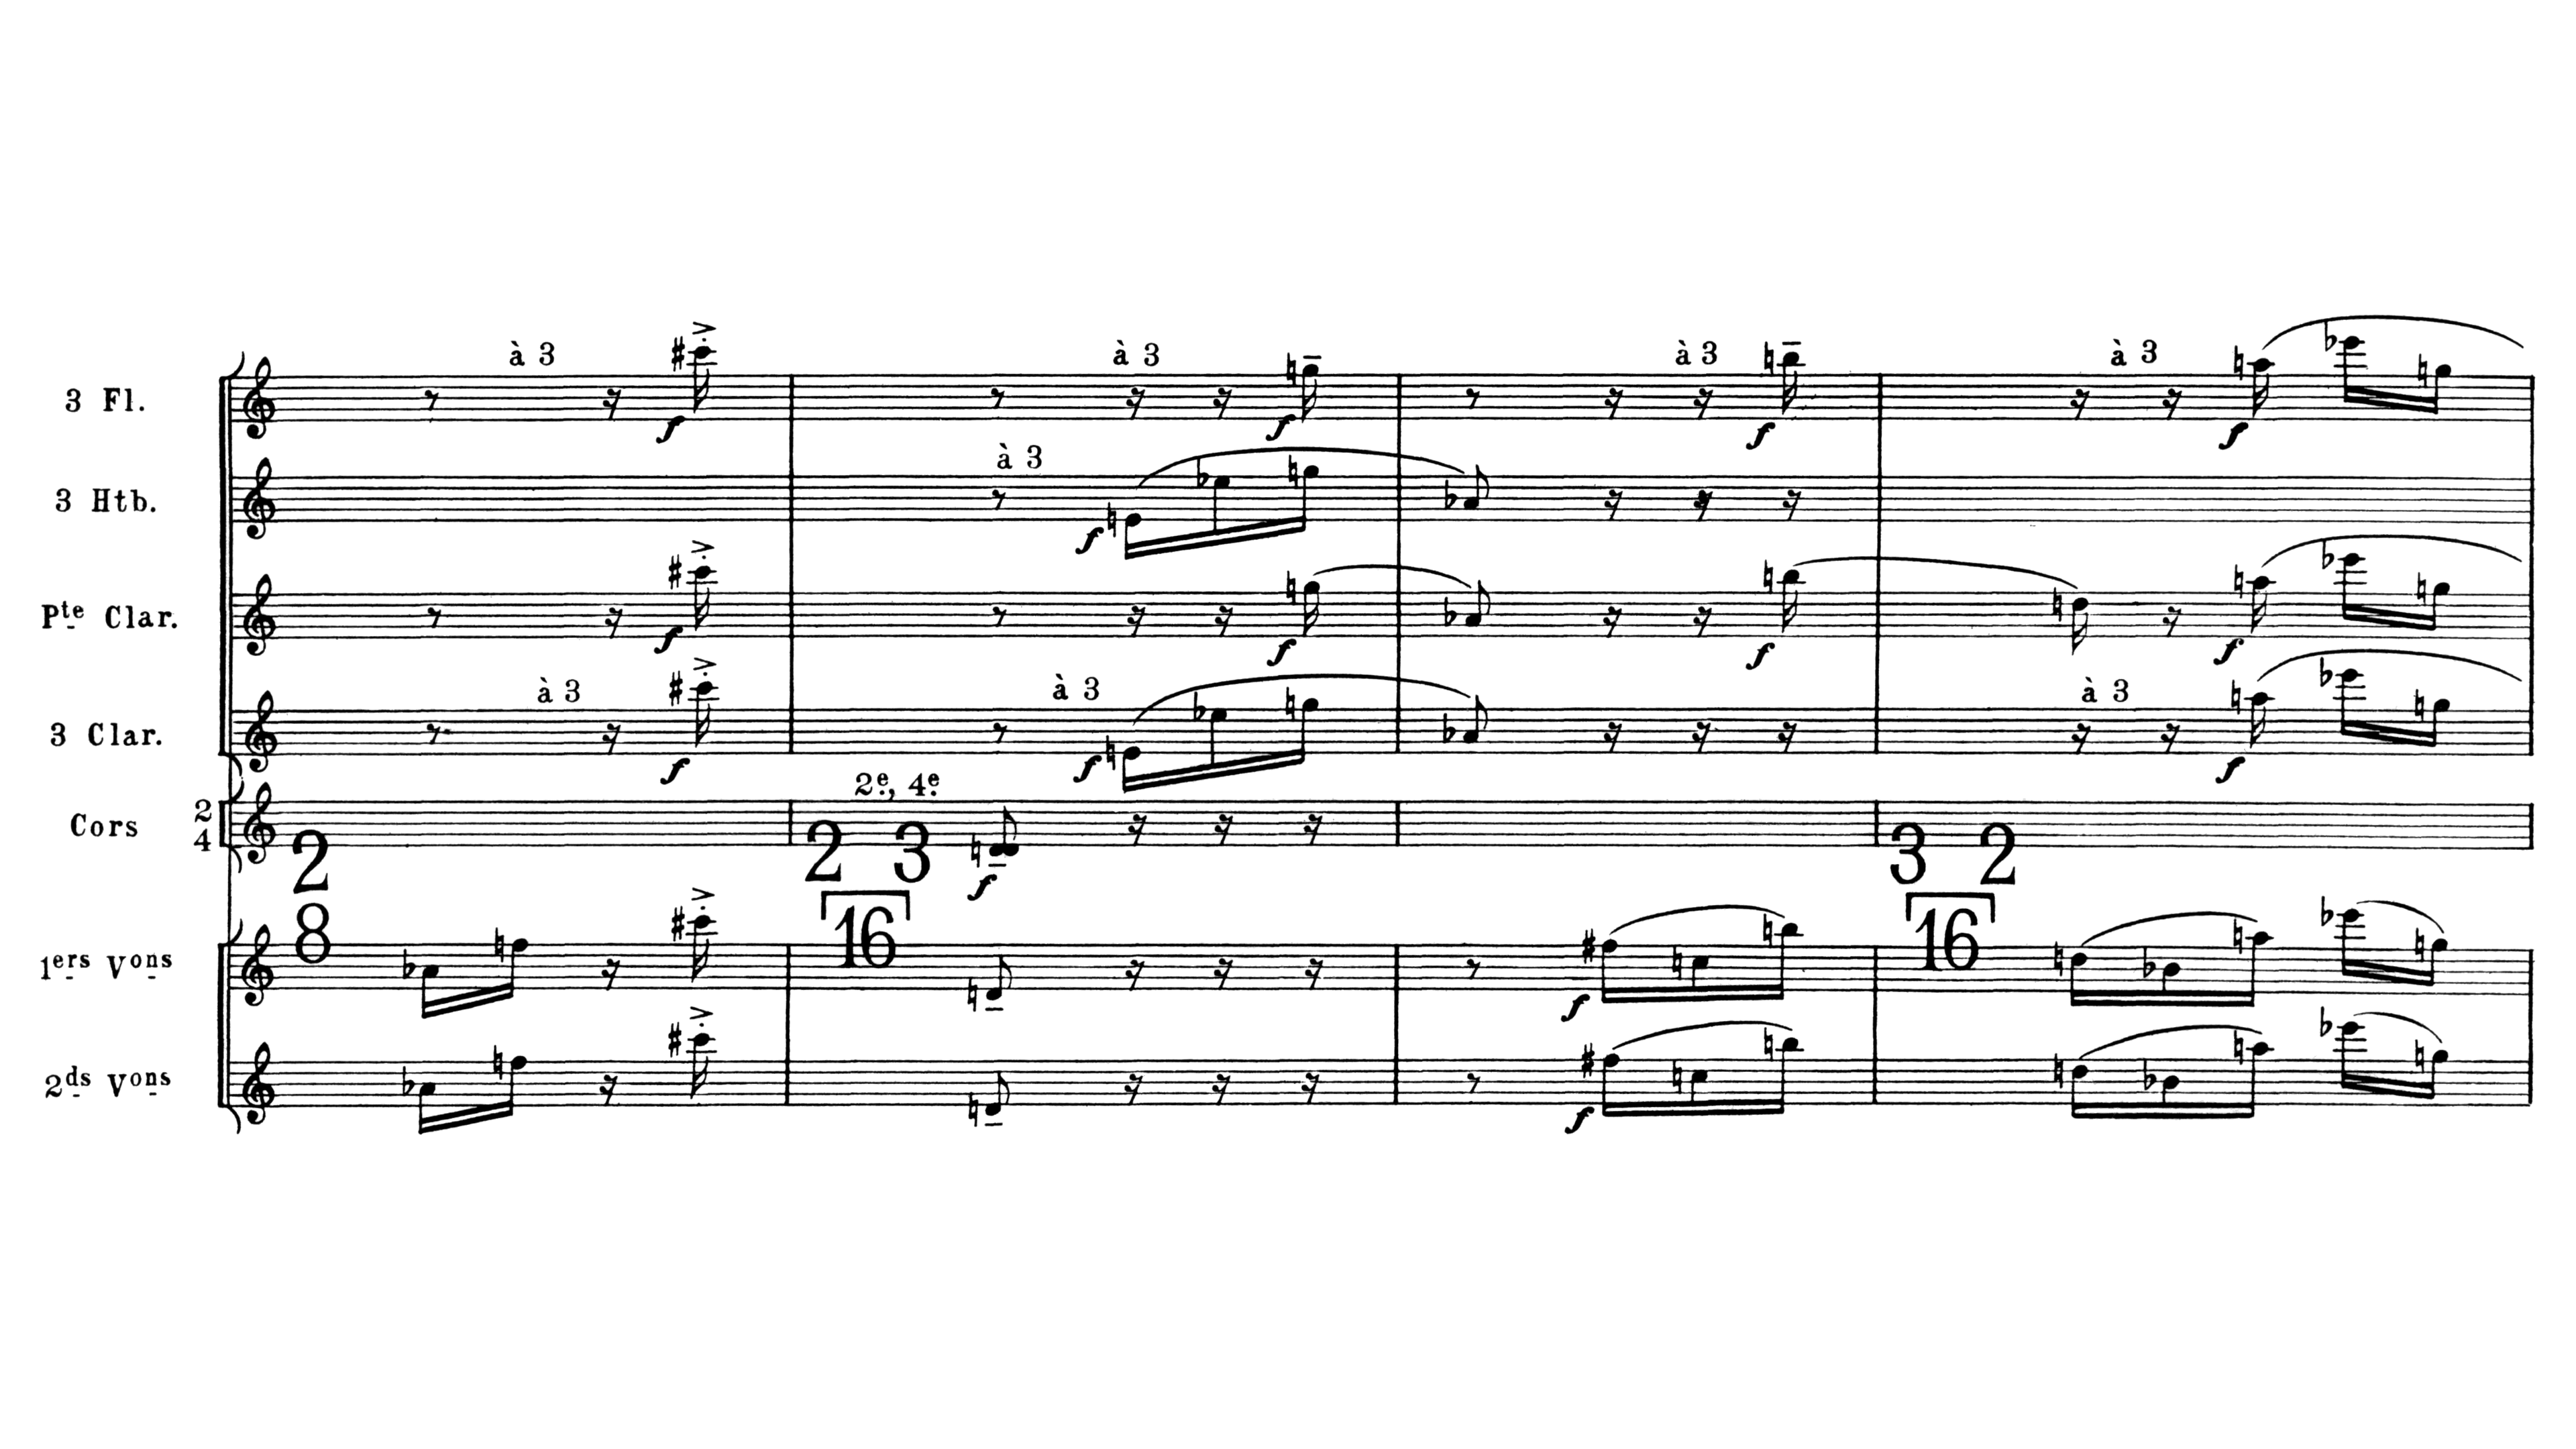 à 3 à 3 à 3 à 3
3 Fl. f f f f
à 3
3 Htb. f
Pte Clar. f f f f
à 3 à 3 à 3
3 Clar. f f f
2e, 4e
Cors 2 4 f
2 8 2 3 16 3 2 16
1ers Vons f
2ds Vons f